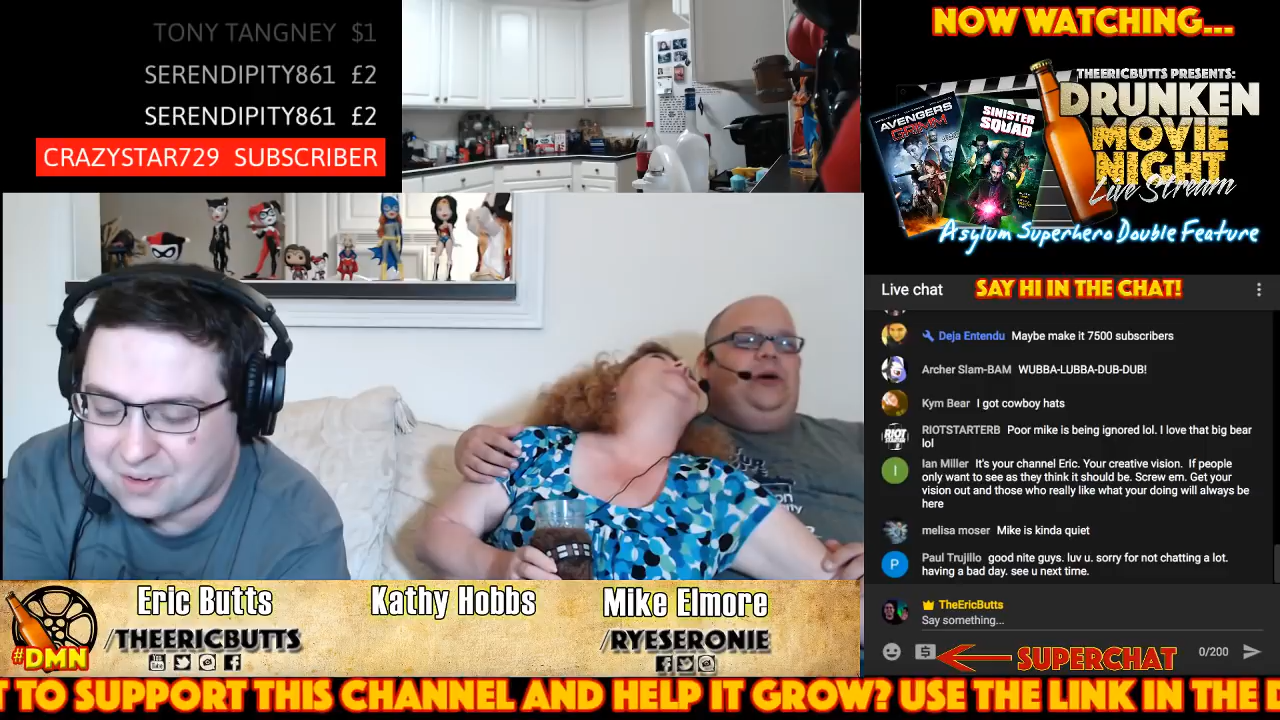 TONY TANGNEY $1
SERENDIPITY861 £2
SERENDIPITY861 £2
CRAZYSTAR729 SUBSCRIBER
NOW WATCHING...
THEERICBUTTS PRESENTS:
DRUNKEN
MOVIE
NIGHT
Live Stream
AVENGERS
GRIMM
SINISTER
SQUAD
Asylum Superhero Double Feature
Live chat
SAY HI IN THE CHAT!
Deja Entendu Maybe make it 7500 subscribers
Archer Slam-BAM WUBBA-LUBBA-DUB-DUB!
Kym Bear I got cowboy hats
RIOTSTARTERB Poor mike is being ignored lol. I love that big bear
lol
Ian Miller It's your channel Eric. Your creative vision. If people
only want to see as they think it should be. Screw em. Get your
vision out and those who really like what your doing will always be
here
melisa moser Mike is kinda quiet
Paul Trujillo good nite guys. luv u. sorry for not chatting a lot.
having a bad day. see u next time.
TheEricButts
Say something...
SUPERCHAT
0/200
Eric Butts
/THEERICBUTTS
Kathy Hobbs
Mike Elmore
/RYESERONIE
#DMN
T TO SUPPORT THIS CHANNEL AND HELP IT GROW? USE THE LINK IN THE D